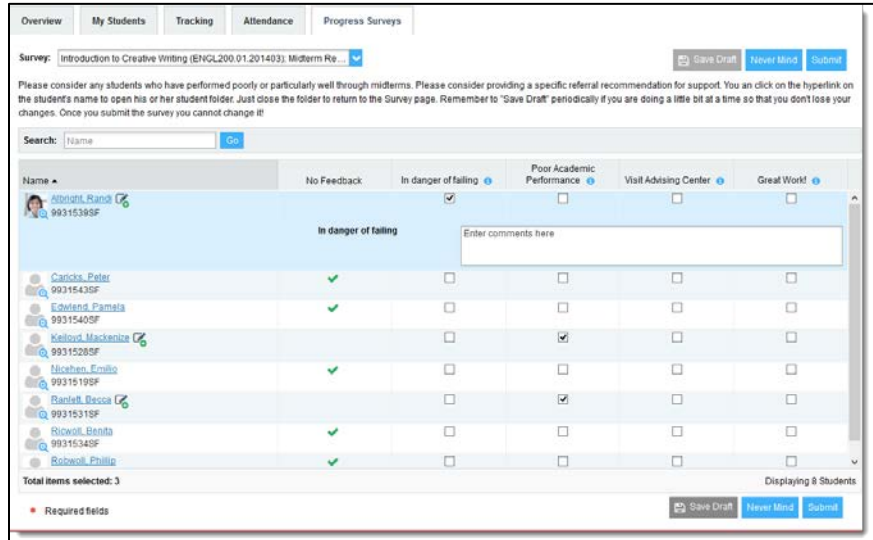 Overview My Students Tracking Attendance Progress Surveys
Survey: Introduction to Creative Writing (ENGL200.01.201403): Midterm Re... Save Draft Never Mind Submit
Please consider any students who have performed poorly or particularly well through midterms. Please consider providing a specific referral recommendation for support. You an click on the hyperlink on
the student's name to open his or her student folder. Just close the folder to return to the Survey page. Remember to "Save Draft" periodically if you are doing a little bit at a time so that you don't lose your
changes. Once you submit the survey you cannot change it!
Search: Name Go
Name No Feedback In danger of failing Poor Academic Performance Visit Advising Center Great Work!
Albright, Randi
9931539SF
In danger of failing Enter comments here
Caricks, Peter
9931543SF
Edwlend, Pamela
9931540SF
Kelloyd, Mackenize
9931528SF
Nicehen, Emilio
9931519SF
Ranlett, Becca
9931531SF
Ricwoll, Benita
9931534SF
Robwoll, Phillip
Total items selected: 3 Displaying 8 Students
Required fields Save Draft Never Mind Submit